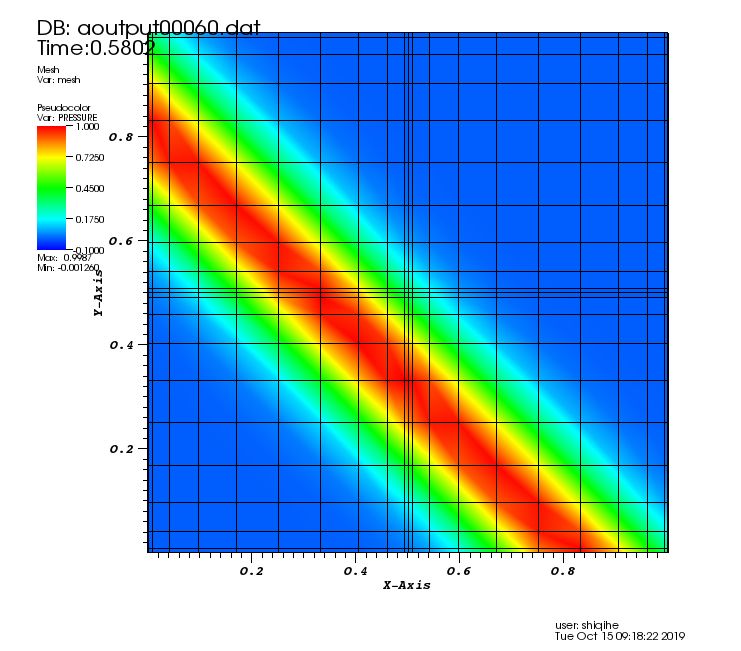 DB: aoutput00060.dat
Time:0.5802
Mesh
Var: mesh
Pseudocolor
Var: PRESSURE
1.000
0.7250
0.4500
0.1750
-0.1000
Max: 0.9987
Min: -0.001260
Y-Axis
0.8
0.6
0.4
0.2
0.2 0.4 0.6 0.8
X-Axis
user: shiqihe
Tue Oct 15 09:18:22 2019